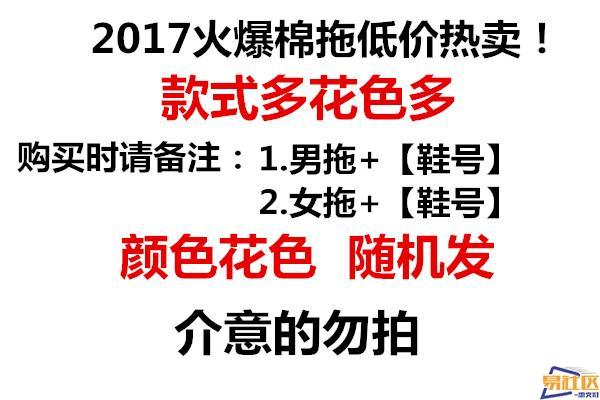 2017火爆棉拖低价热卖！
款式多花色多
购买时请备注：1.男拖+【鞋号】
2.女拖+【鞋号】
颜色花色 随机发
介意的勿拍
易社区